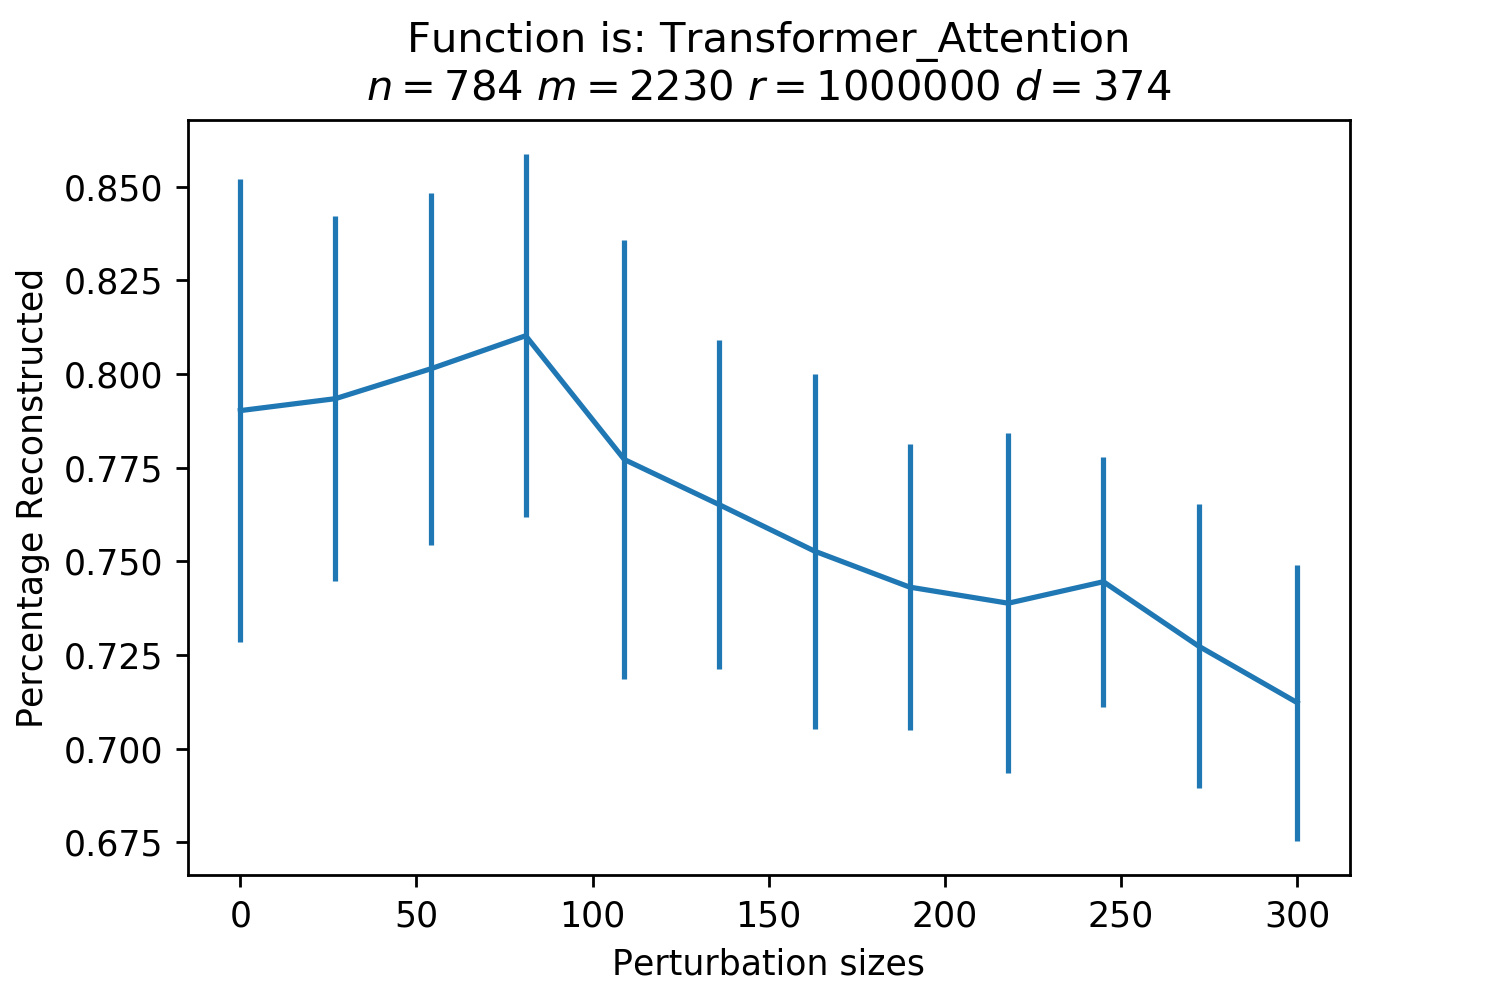 Function is: Transformer_Attention
n = 784 m = 2230 r = 1000000 d = 374
Percentage Reconstructed
0.850
0.825
0.800
0.775
0.750
0.725
0.700
0.675
0 50 100 150 200 250 300
Perturbation sizes